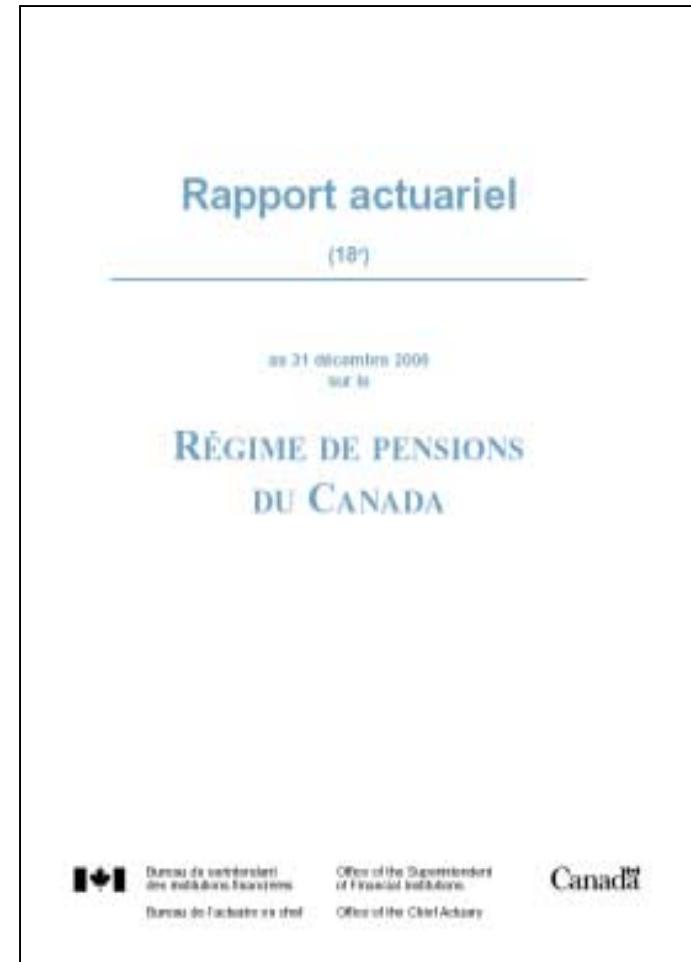 Rapport actuariel
(18e)
au 31 décembre 2000
sur le
RÉGIME DE PENSIONS
DU CANADA
Bureau du surintendant
des institutions financières
Bureau de l'actuaire en chef
Office of the Superintendent
of Financial Institutions
Office of the Chief Actuary
Canada